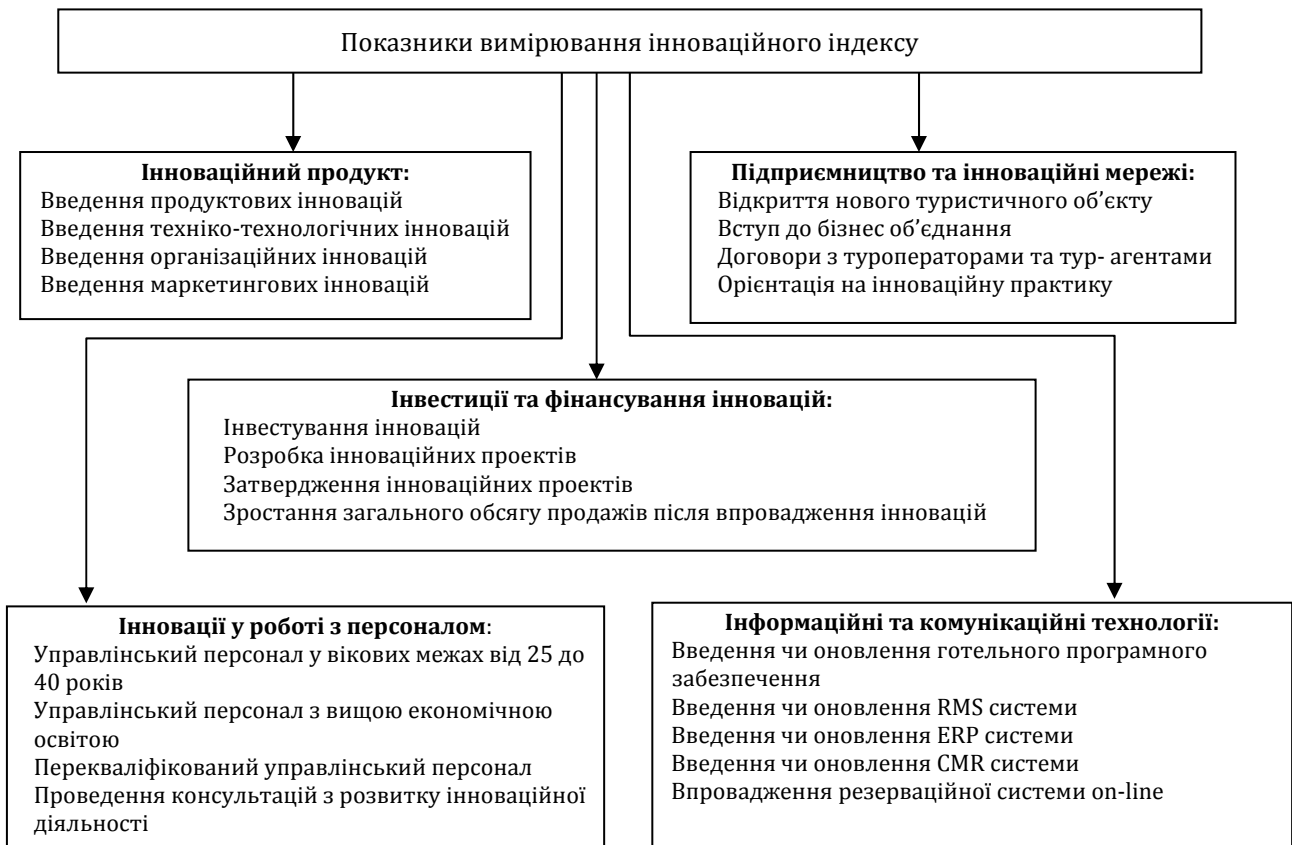 Показники вимірювання інноваційного індексу
Інноваційний продукт:
Введення продуктових інновацій
Введення техніко-технологічних інновацій
Введення організаційних інновацій
Введення маркетингових інновацій
Підприємництво та інноваційні мережі:
Відкриття нового туристичного об’єкту
Вступ до бізнес об’єднання
Договори з туроператорами та тур- агентами
Орієнтація на інноваційну практику
Інвестиції та фінансування інновацій:
Інвестування інновацій
Розробка інноваційних проектів
Затвердження інноваційних проектів
Зростання загального обсягу продажів після впровадження інновацій
Інновації у роботі з персоналом:
Управлінський персонал у вікових межах від 25 до
40 років
Управлінський персонал з вищою економічною
освітою
Перекваліфікований управлінський персонал
Проведення консультацій з розвитку інноваційної
діяльності
Інформаційні та комунікаційні технології:
Введення чи оновлення готельного програмного
забезпечення
Введення чи оновлення RMS системи
Введення чи оновлення ERP системи
Введення чи оновлення CMR системи
Впровадження резерваційної системи on-line